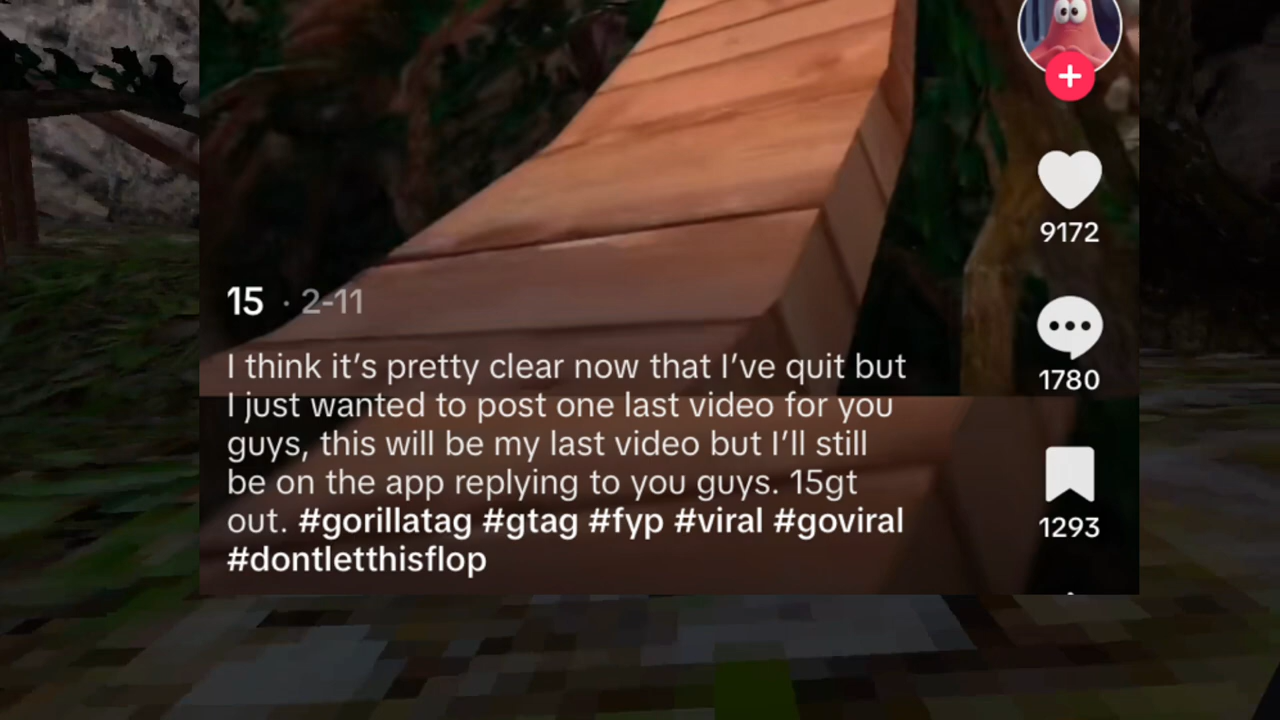 9172
15 · 2-11
1780
I think it’s pretty clear now that I’ve quit but
I just wanted to post one last video for you
guys, this will be my last video but I’ll still
be on the app replying to you guys. 15gt
out. #gorillatag #gtag #fyp #viral #goviral
#dontletthisflop
1293